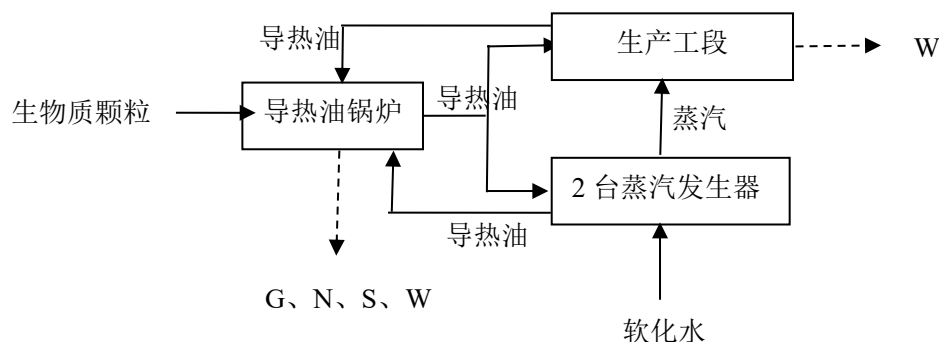 导热油
生产工段
W
生物质颗粒
导热油锅炉
导热油
蒸汽
2 台蒸汽发生器
导热油
G、N、S、W
软化水